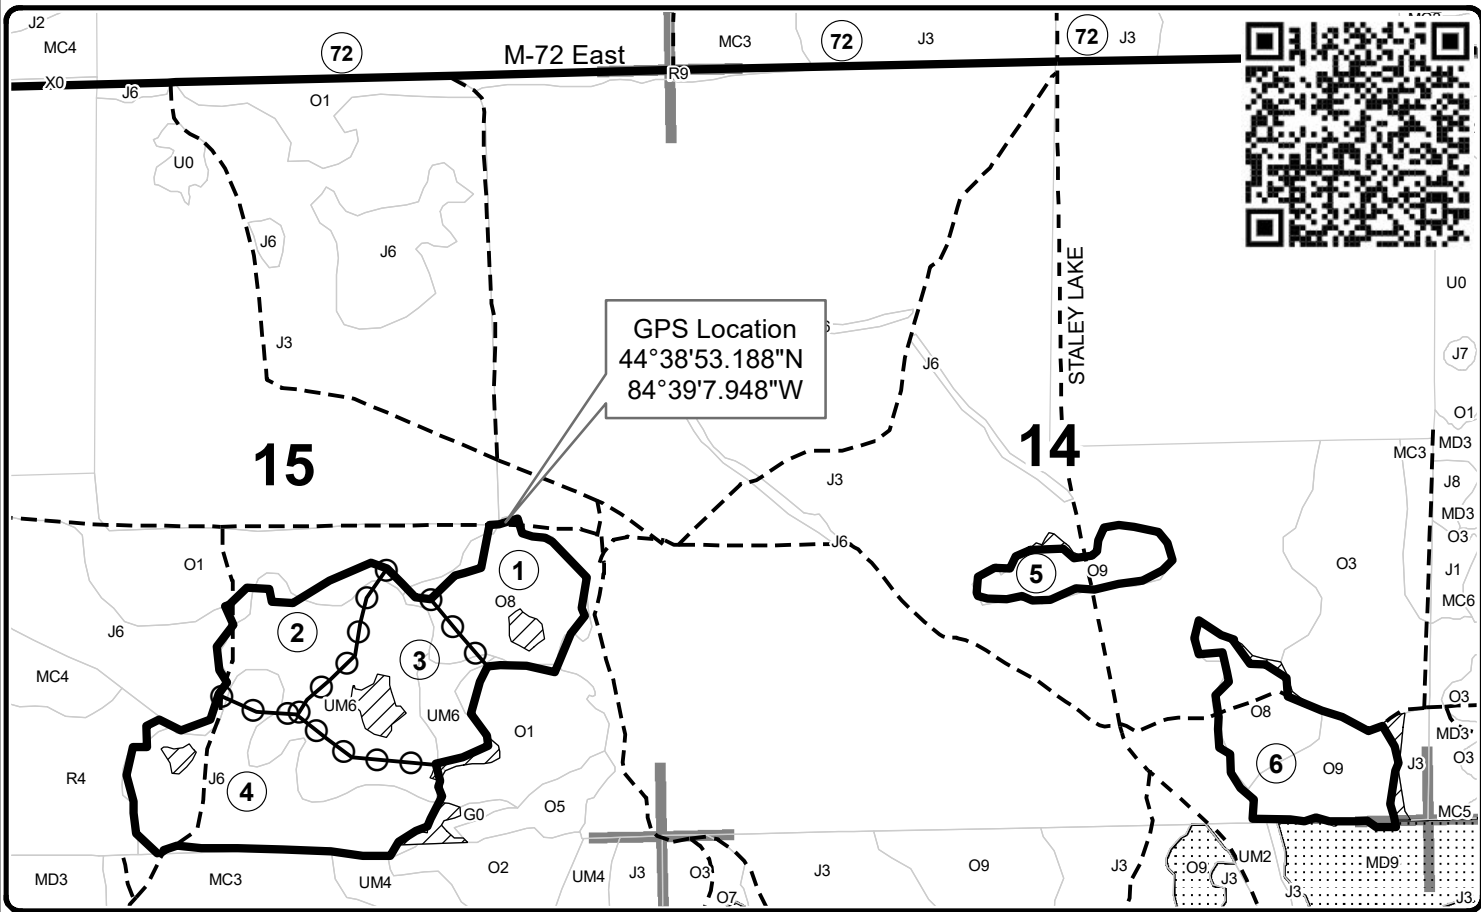 J2
MC4
72
M-72 East
MC3
72
J3
72
J3
X0
J6
O1
R9
U0
J6
J6
J3
GPS Location
44°38'53.188"N
84°39'7.948"W
J6
STALEY LAKE
U0
J7
O1
15
14
MC3
MD3
J8
MD3
O3
J1
MC6
J3
J6
O1
J6
MC4
1
O8
2
3
UM6
UM6
O1
5
O9
O3
O8
6
O9
O3
MD3
O3
J3
MC5
R4
J6
4
G0
O5
MD3
MC3
UM4
O2
UM4
J3
O3
O7
J3
O9
J3
O9
J3
UM2
J3
MD9
J3